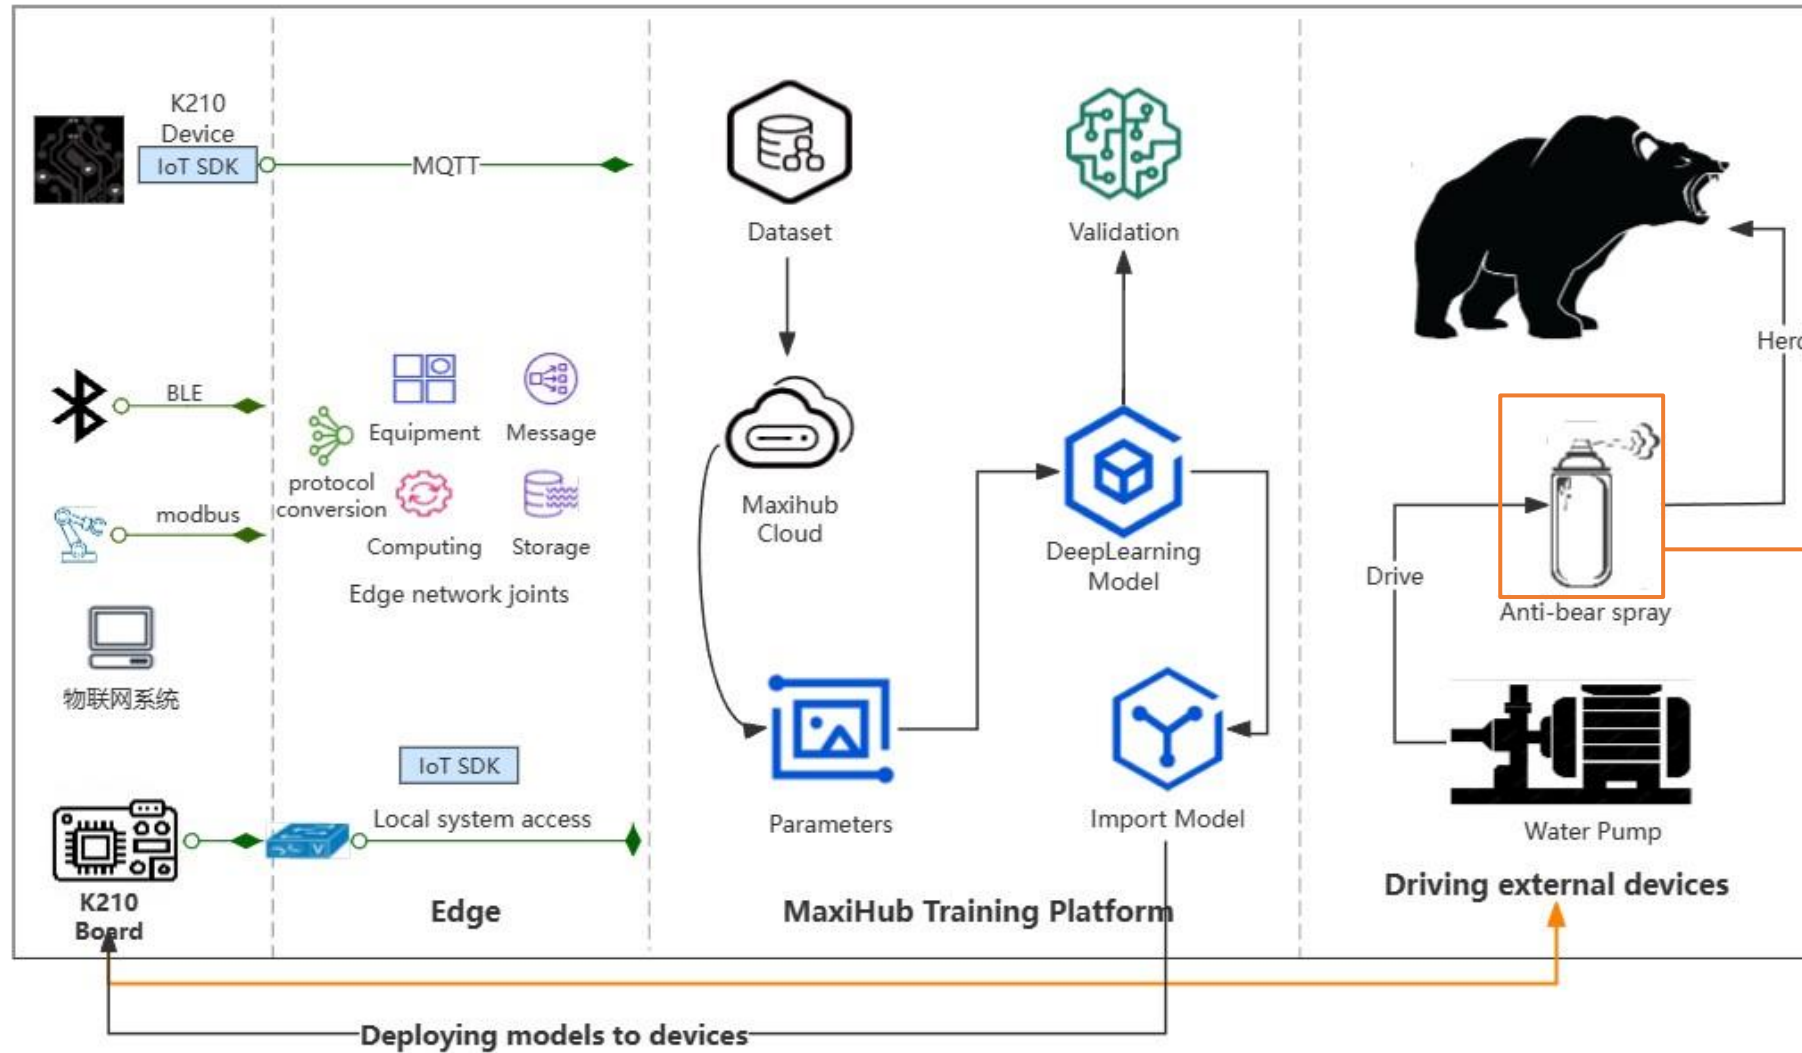 K210
Device
IoT SDK
MQTT
BLE
modbus
物联网系统
K210
Board
Equipment
Message
protocol
conversion
Computing
Storage
Edge network joints
IoT SDK
Local system access
Edge
Dataset
Validation
Maxihub
Cloud
DeepLearning
Model
Parameters
Import Model
MaxiHub Training Platform
Drive
Anti-bear spray
Water Pump
Driving external devices
Deploying models to devices